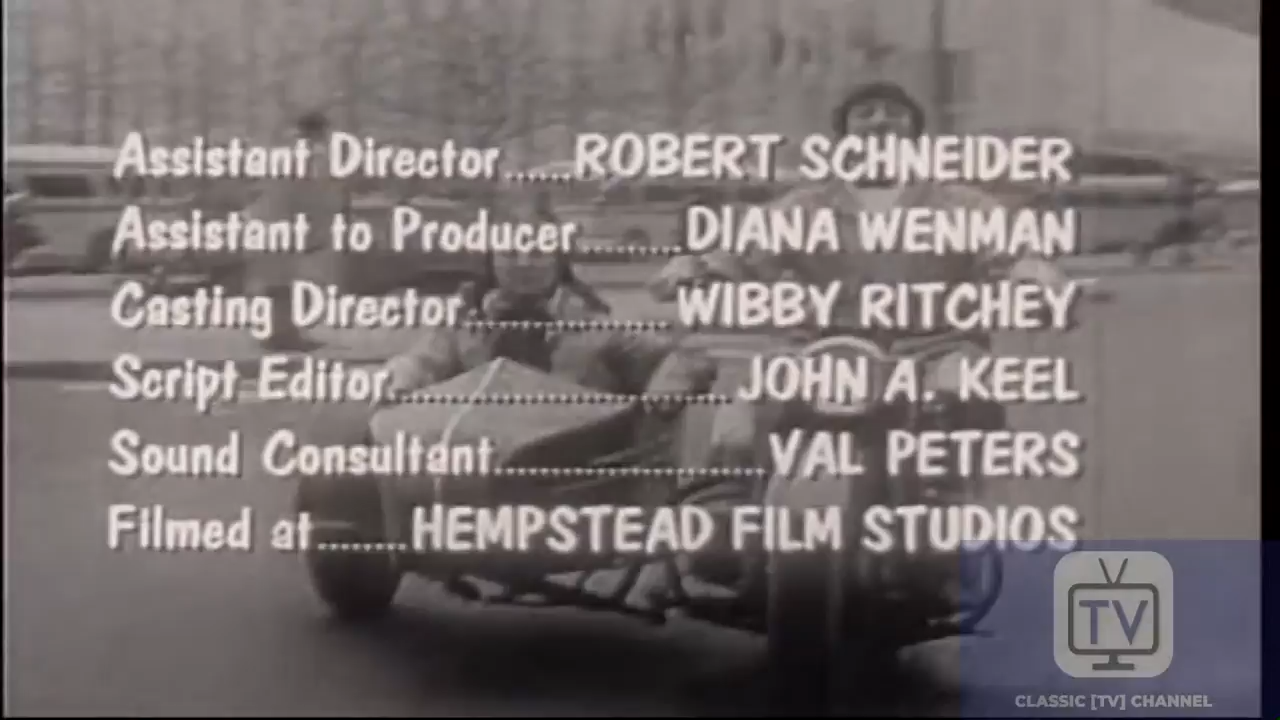 Assistant Director......ROBERT SCHNEIDER
Assistant to Producer........DIANA WENMAN
Casting Director...............WIBBY RITCHEY
Script Editor.........................JOHN A. KEEL
Sound Consultant....................VAL PETERS
Filmed at.......HEMPSTEAD FILM STUDIOS
TV
CLASSIC [TV] CHANNEL